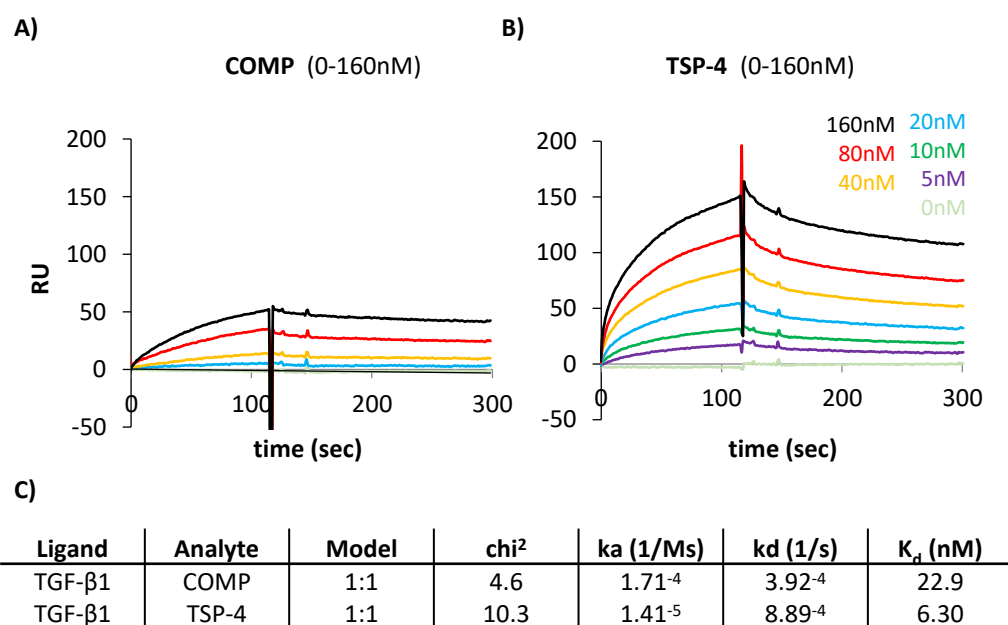 A)
B)
COMP (0-160nM)
TSP-4 (0-160nM)
200
150
100
50
0
-50
RU
0
100
200
300
time (sec)
200
150
100
50
0
-50
0
100
200
300
time (sec)
160nM 20nM
80nM 10nM
40nM 5nM
0nM
C)
Ligand Analyte Model chi² ka (1/Ms) kd (1/s) K_d (nM)
TGF-β1 COMP 1:1 4.6 1.71⁻⁴ 3.92⁻⁴ 22.9
TGF-β1 TSP-4 1:1 10.3 1.41⁻⁵ 8.89⁻⁴ 6.30